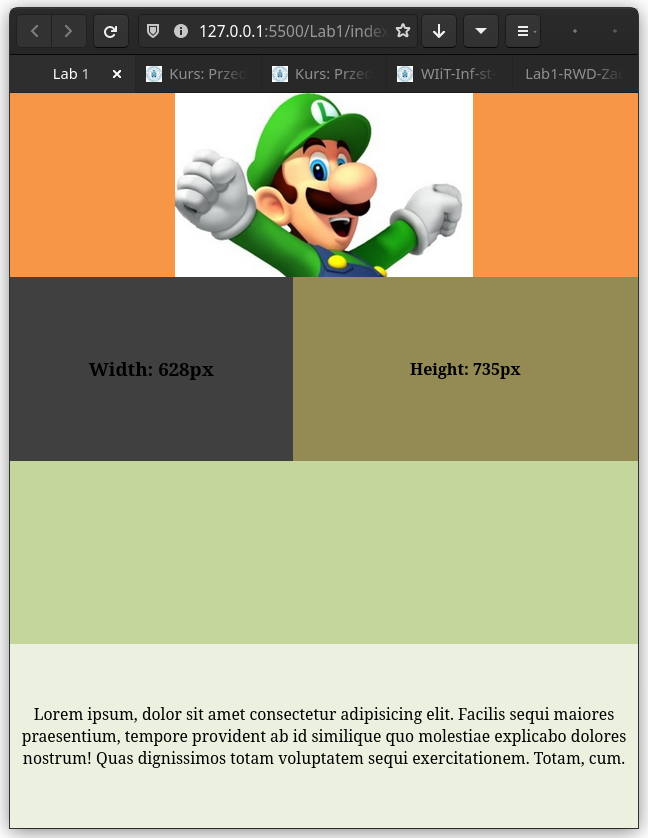 127.0.0.1:5500/Lab1/index
Lab 1
Kurs: Przed
Kurs: Przed
WIiT-Inf-st-
Lab1-RWD-Za
L
Width: 628px
Height: 735px
Lorem ipsum, dolor sit amet consectetur adipisicing elit. Facilis sequi maiores
praesentium, tempore provident ab id similique quo molestiae explicabo dolores
nostrum! Quas dignissimos totam voluptatem sequi exercitationem. Totam, cum.